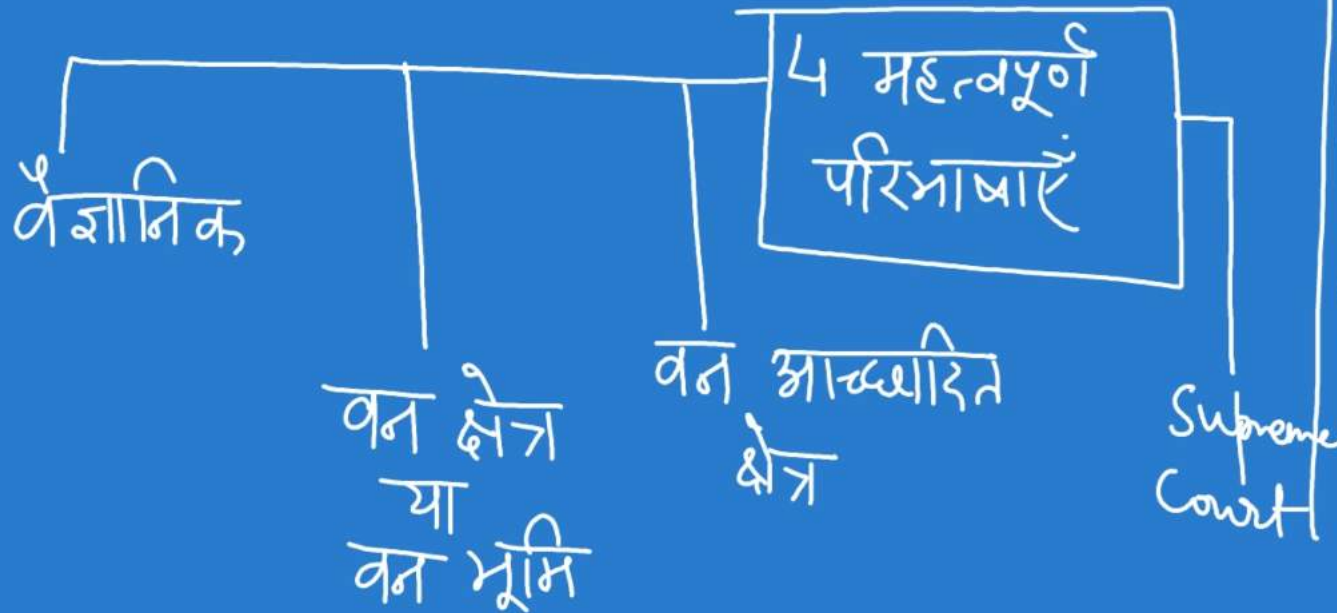 4 महत्वपूर्ण
परिभाषाएँ
वैज्ञानिक
वन क्षेत्र
या
वन भूमि
वन आच्छादित
क्षेत्र
Supreme
Court